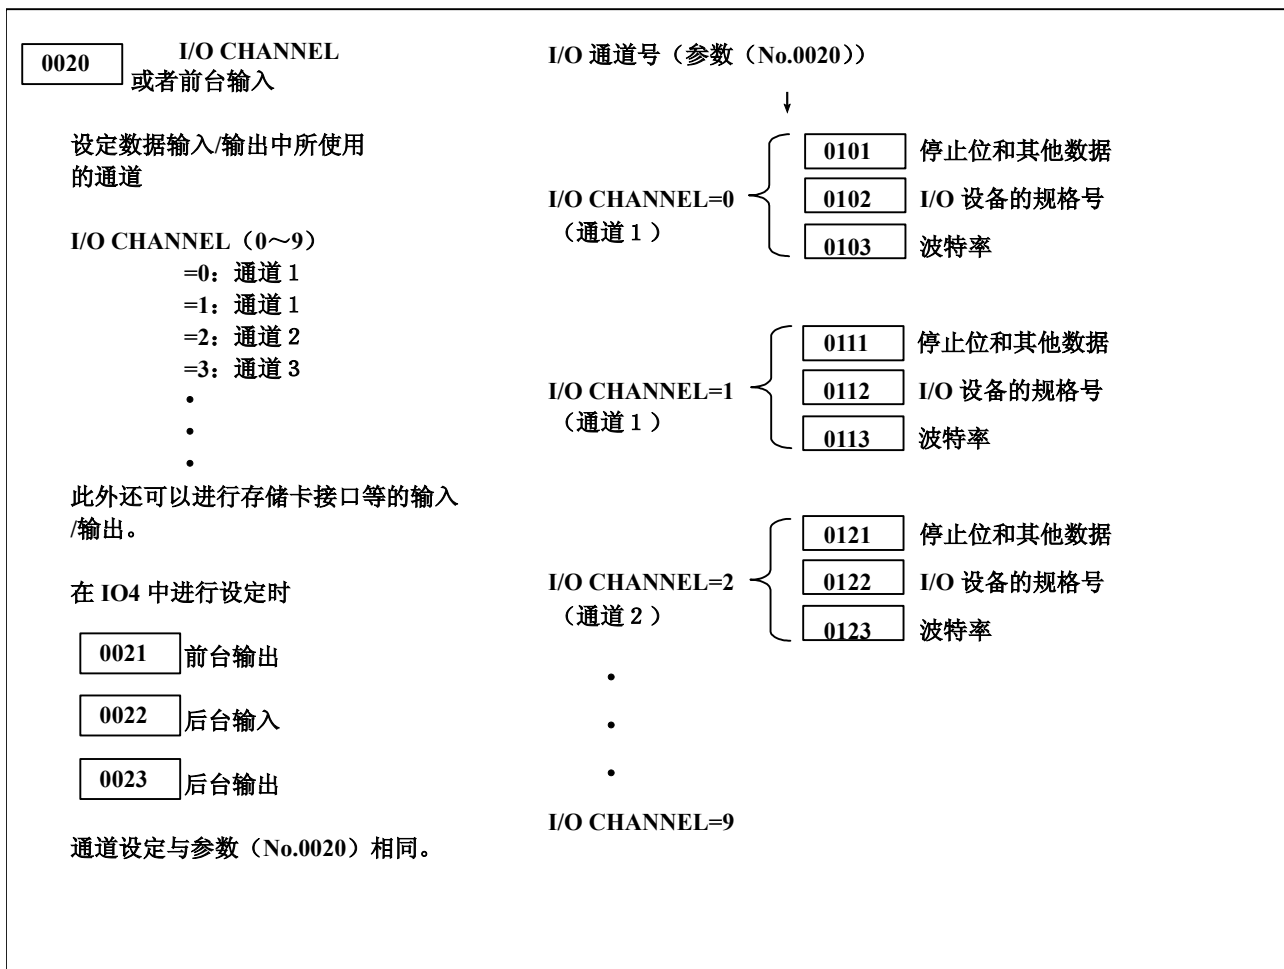 0020 I/O CHANNEL
或者前台输入
设定数据输入/输出中所使用
的通道
I/O CHANNEL（0～9）
=0：通道１
=1：通道１
=2：通道２
=3：通道３
•
•
•
此外还可以进行存储卡接口等的输入
/输出。
在 IO4 中进行设定时
0021 前台输出
0022 后台输入
0023 后台输出
通道设定与参数（No.0020）相同。
I/O 通道号（参数（No.0020））
↓
0101 停止位和其他数据
I/O CHANNEL=0 0102 I/O 设备的规格号
（通道１）
0103 波特率
0111 停止位和其他数据
I/O CHANNEL=1 0112 I/O 设备的规格号
（通道１）
0113 波特率
0121 停止位和其他数据
I/O CHANNEL=2 0122 I/O 设备的规格号
（通道２）
0123 波特率
•
•
•
I/O CHANNEL=9